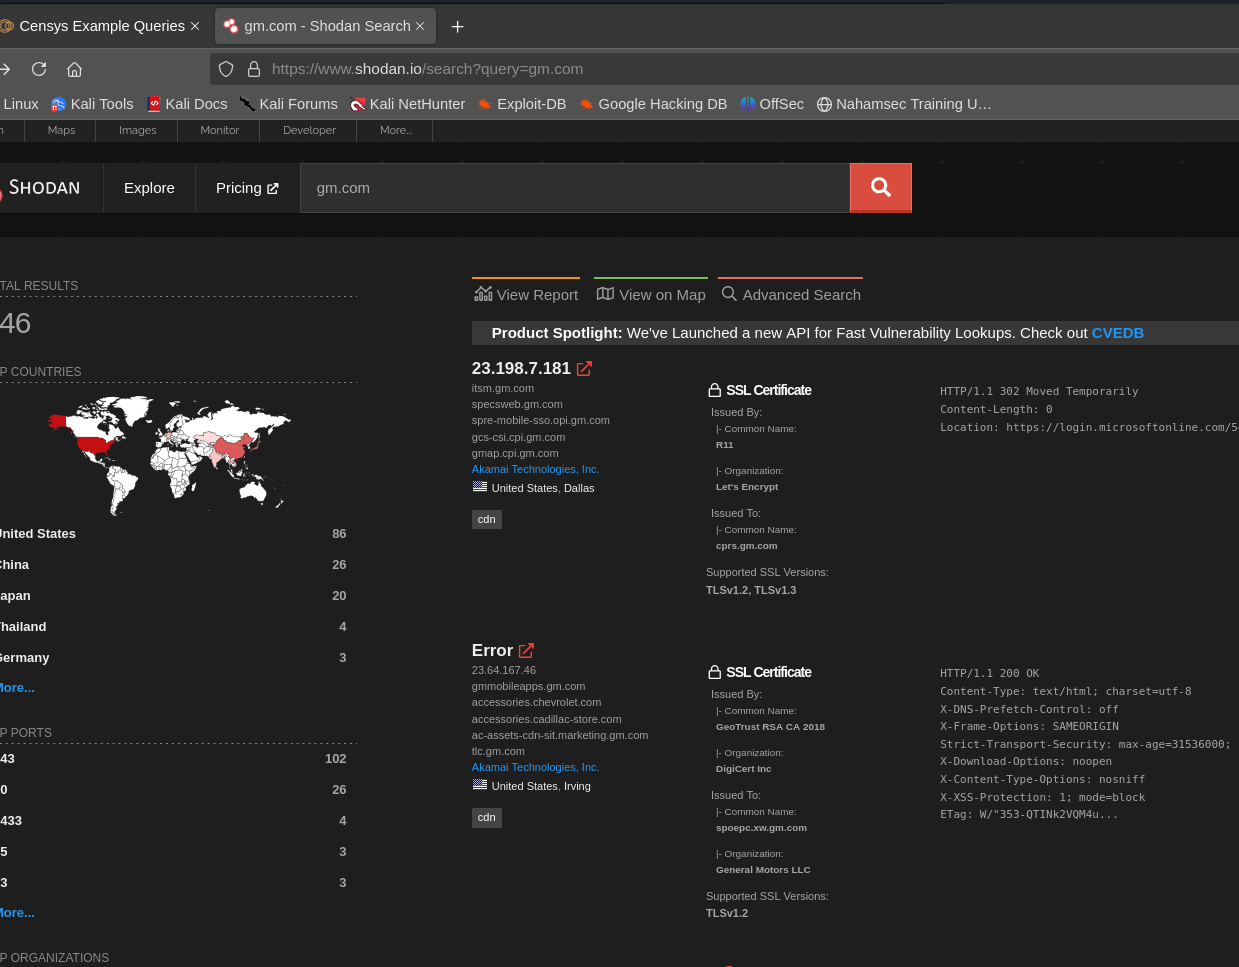 Censys Example Queries
gm.com - Shodan Search
https://www.shodan.io/search?query=gm.com
Linux Kali Tools Kali Docs Kali Forums Kali NetHunter Exploit-DB Google Hacking DB OffSec Nahamsec Training U…
n Maps Images Monitor Developer More...
SHODAN Explore Pricing gm.com
TAL RESULTS
46
P COUNTRIES
United States 86
China 26
apan 20
Thailand 4
Germany 3
More...
P PORTS
43 102
0 26
433 4
5 3
3 3
More...
P ORGANIZATIONS
View Report View on Map Advanced Search
Product Spotlight: We've Launched a new API for Fast Vulnerability Lookups. Check out CVEDB
23.198.7.181
itsm.gm.com
specsweb.gm.com
spre-mobile-sso.opi.gm.com
gcs-csi.cpi.gm.com
gmap.cpi.gm.com
Akamai Technologies, Inc.
United States, Dallas
cdn
SSL Certificate
Issued By:
|- Common Name:
R11
|- Organization:
Let's Encrypt
Issued To:
|- Common Name:
cprs.gm.com
Supported SSL Versions:
TLSv1.2, TLSv1.3
HTTP/1.1 302 Moved Temporarily
Content-Length: 0
Location: https://login.microsoftonline.com/5
Error
23.64.167.46
gmmobileapps.gm.com
accessories.chevrolet.com
accessories.cadillac-store.com
ac-assets-cdn-sit.marketing.gm.com
tlc.gm.com
Akamai Technologies, Inc.
United States, Irving
cdn
SSL Certificate
Issued By:
|- Common Name:
GeoTrust RSA CA 2018
|- Organization:
DigiCert Inc
Issued To:
|- Common Name:
spoepc.xw.gm.com
|- Organization:
General Motors LLC
Supported SSL Versions:
TLSv1.2
HTTP/1.1 200 OK
Content-Type: text/html; charset=utf-8
X-DNS-Prefetch-Control: off
X-Frame-Options: SAMEORIGIN
Strict-Transport-Security: max-age=31536000;
X-Download-Options: noopen
X-Content-Type-Options: nosniff
X-XSS-Protection: 1; mode=block
ETag: W/"353-QTINk2VQM4u...